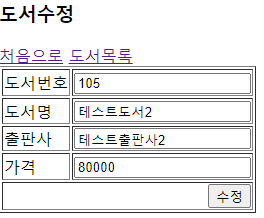 도서수정
처음으로 도서목록
도서번호 105
도서명 테스트도서2
출판사 테스트출판사2
가격 80000
수정